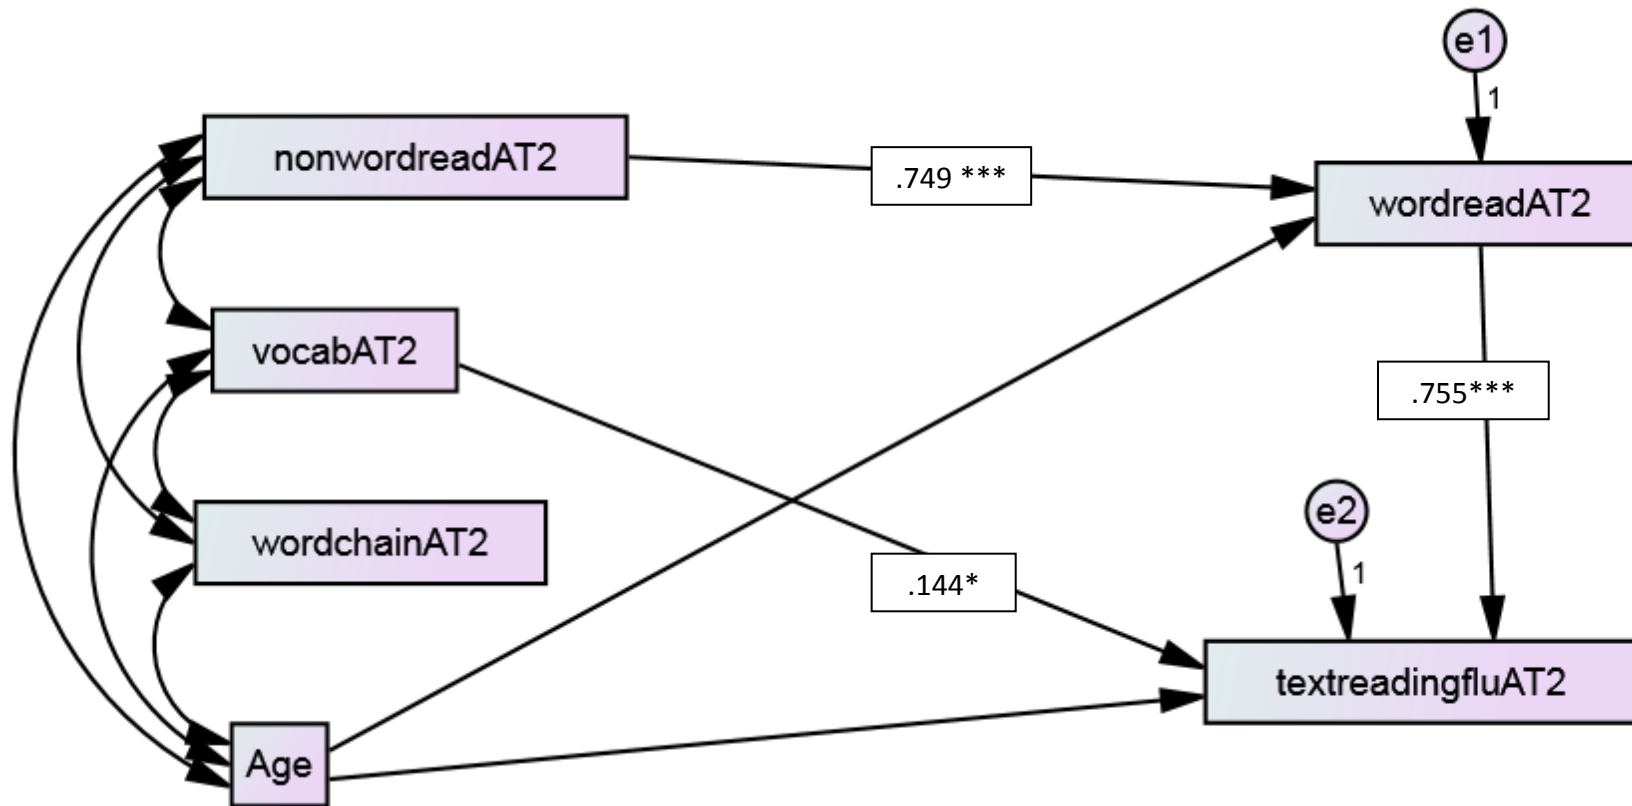 e1
1
nonwordreadAT2
.749 ***
wordreadAT2
vocabAT2
.755***
e2
wordchainAT2
1
.144*
textreadingfluAT2
Age